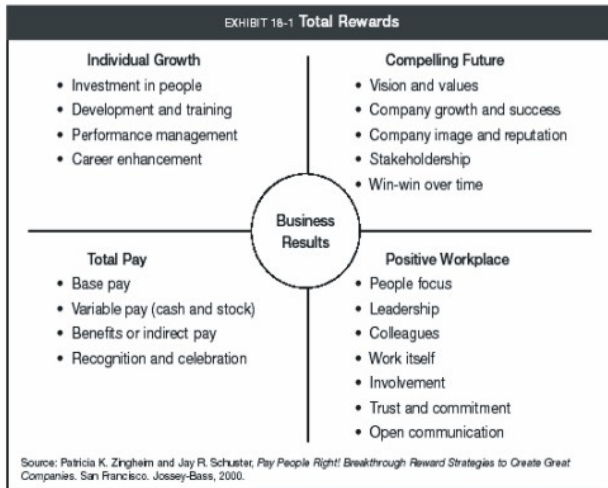 EXHIBIT 18-1 Total Rewards
Individual Growth
• Investment in people
• Development and training
• Performance management
• Career enhancement
Compelling Future
• Vision and values
• Company growth and success
• Company image and reputation
• Stakeholdership
• Win-win over time
Business
Results
Total Pay
• Base pay
• Variable pay (cash and stock)
• Benefits or indirect pay
• Recognition and celebration
Positive Workplace
• People focus
• Leadership
• Colleagues
• Work itself
• Involvement
• Trust and commitment
• Open communication
Source: Patricia K. Zingheim and Jay R. Schuster, Pay People Right! Breakthrough Reward Strategies to Create Great
Companies. San Francisco. Jossey-Bass, 2000.